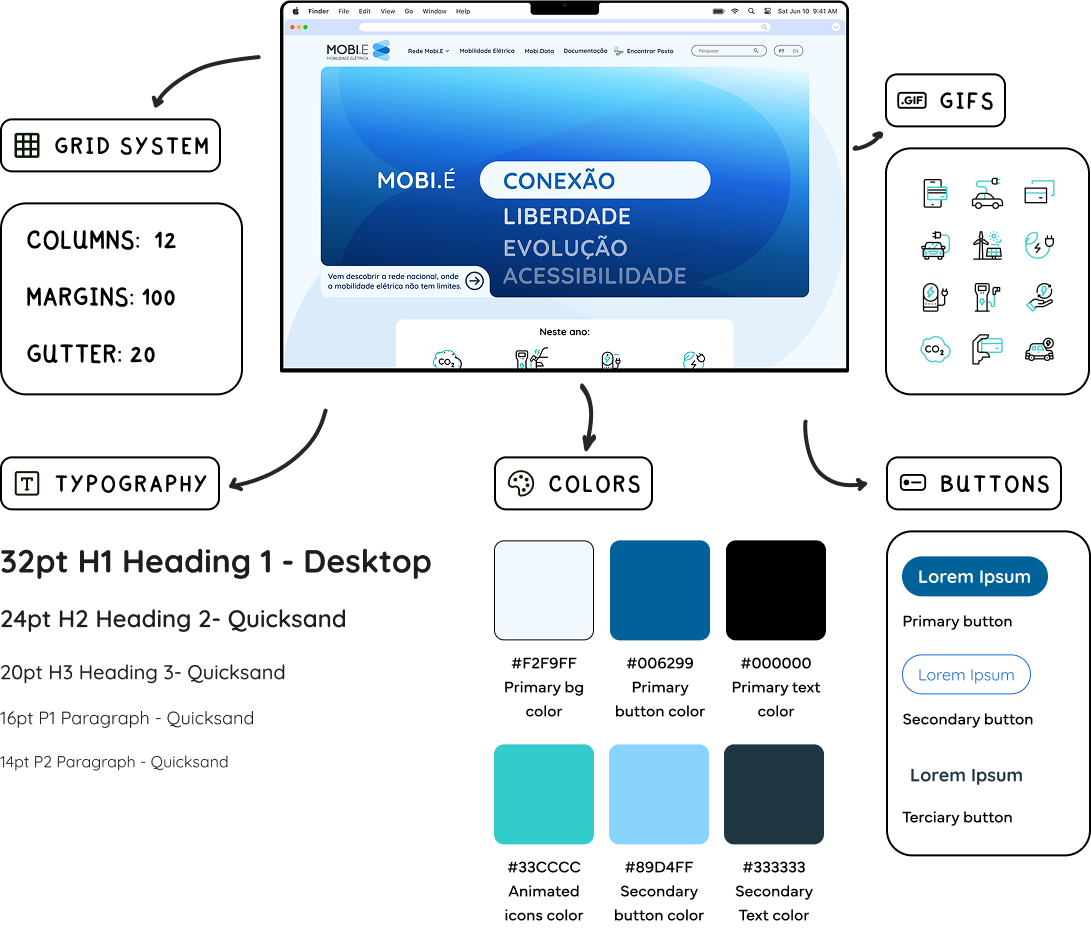 Finder File Edit View Go Window Help
Sat Jun 10 9:41 AM
MOBI.E
MOBILIDADE ELÉTRICA
Rede Mobi.E
Mobilidade Elétrica
Mobi.Data
Documentação
Encontrar Posto
Pesquisar
PT EN
MOBI.É
CONEXÃO
LIBERDADE
EVOLUÇÃO
ACESSIBILIDADE
Vem descobrir a rede nacional, onde
a mobilidade elétrica não tem limites.
Neste ano:
CO2
GRID SYSTEM
COLUMNS: 12
MARGINS: 100
GUTTER: 20
.GIF GIFS
CO2
T TYPOGRAPHY
32pt H1 Heading 1 - Desktop
24pt H2 Heading 2- Quicksand
20pt H3 Heading 3- Quicksand
16pt P1 Paragraph - Quicksand
14pt P2 Paragraph - Quicksand
COLORS
#F2F9FF
Primary bg
color
#006299
Primary
button color
#000000
Primary text
color
#33CCCC
Animated
icons color
#89D4FF
Secondary
button color
#333333
Secondary
Text color
BUTTONS
Lorem Ipsum
Primary button
Lorem Ipsum
Secondary button
Lorem Ipsum
Terciary button